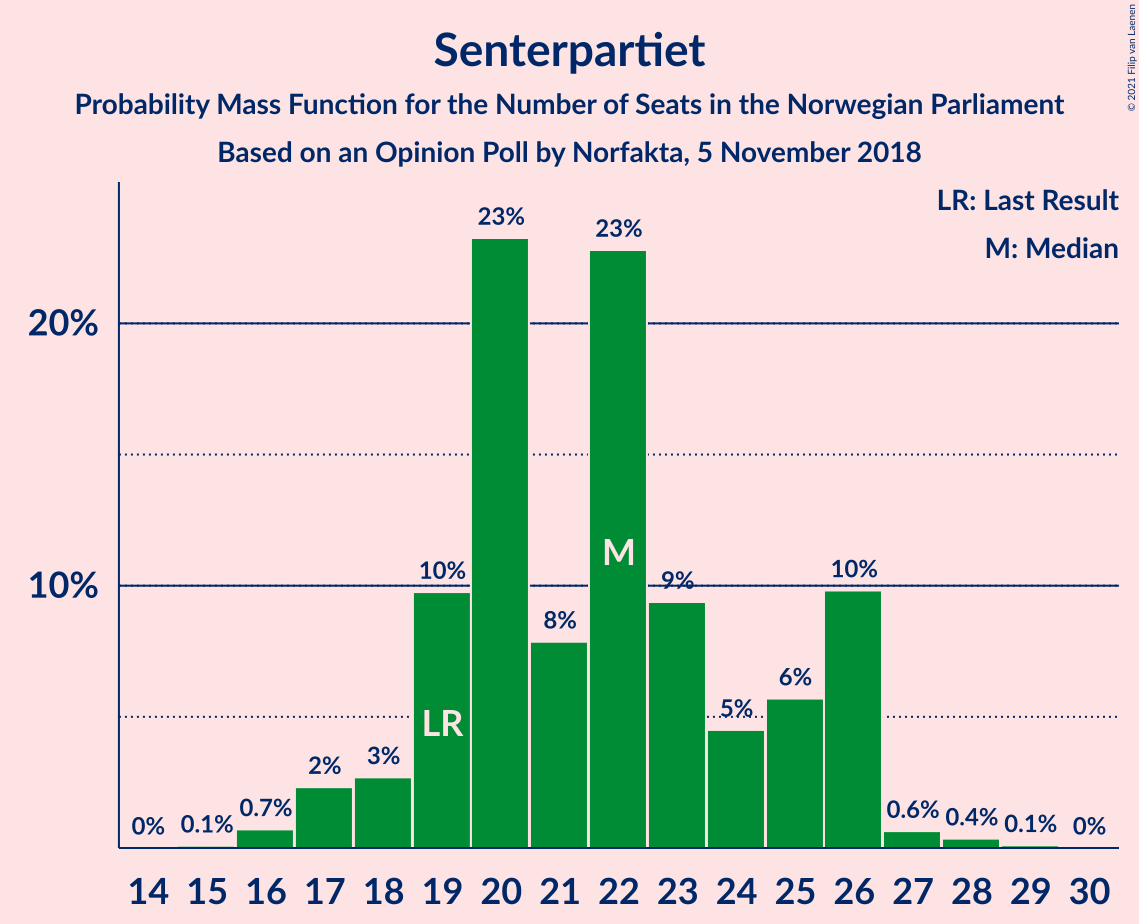 © 2021 Filip van Laenen
Senterpartiet
Probability Mass Function for the Number of Seats in the Norwegian Parliament
Based on an Opinion Poll by Norfakta, 5 November 2018
LR: Last Result
M: Median
20%
10%
0%
0.1%
0.7%
2%
3%
10%
23%
8%
23%
9%
5%
6%
10%
0.6%
0.4%
0.1%
0%
LR
M
14 15 16 17 18 19 20 21 22 23 24 25 26 27 28 29 30